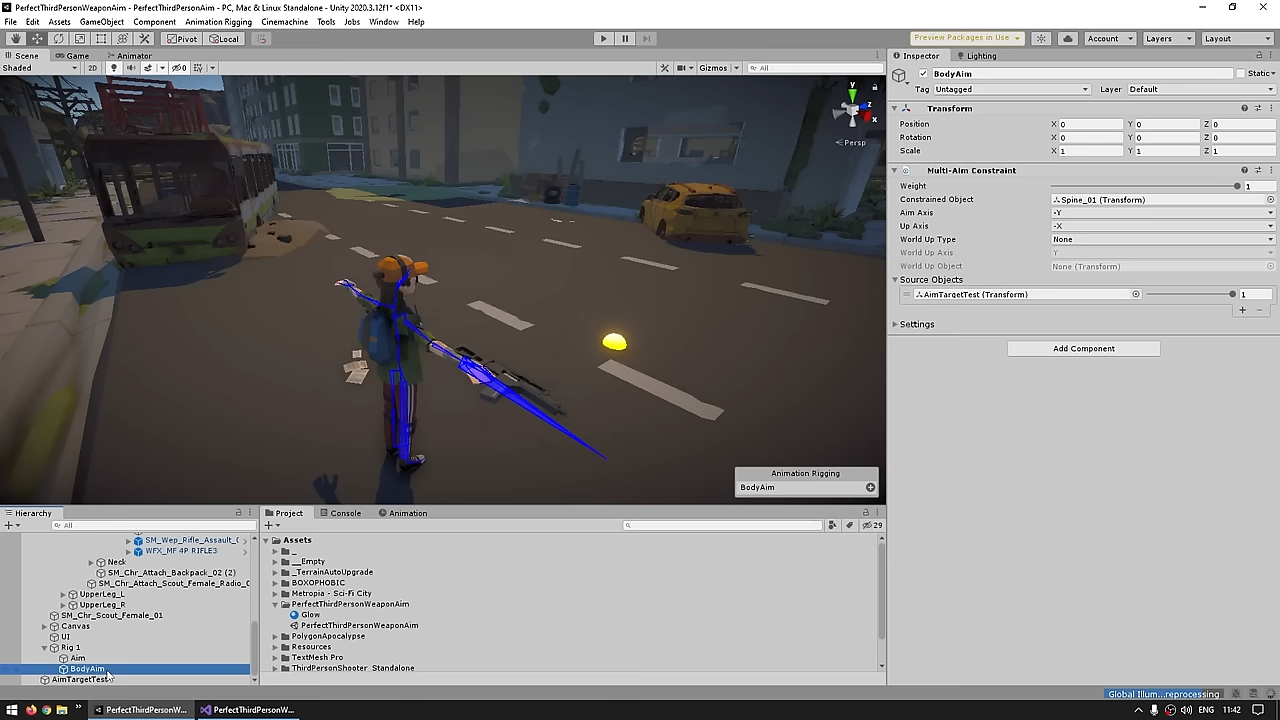 PerfectThirdPersonWeaponAim - PerfectThirdPersonAim - PC, Mac & Linux Standalone - Unity 2020.3.12f1* <DX11>
File Edit Assets GameObject Component Animation Rigging Cinemachine Tools Jobs Window Help
Pivot Local Preview Packages in Use Account Layers Layout
Scene Game Animator
Shaded 2D 0 Gizmos All
y
z
x
Persp
Animation Rigging
BodyAim
Inspector Lighting
BodyAim Static
Tag Untagged Layer Default
Transform
Position X 0 Y 0 Z 0
Rotation X 0 Y 0 Z 0
Scale X 1 Y 1 Z 1
Multi-Aim Constraint
Weight 1
Constrained Object Spine_01 (Transform)
Aim Axis -Y
Up Axis -X
World Up Type None
World Up Axis Y
World Up Object None (Transform)
Source Objects
AimTargetTest (Transform) 1
+ -
Settings
Add Component
Hierarchy
+ All
SM_Wep_Rifle_Assault_0
WFX_MF 4P RIFLE3
Neck
SM_Chr_Attach_Backpack_02 (2)
SM_Chr_Attach_Scout_Female_Radio_0
UpperLeg_L
UpperLeg_R
SM_Chr_Scout_Female_01
Canvas
UI
Rig 1
Aim
BodyAim
AimTargetTest
Project Console Animation
+ 29
Assets
_
__Empty
_TerrainAutoUpgrade
BOXOPHOBIC
Metropia - Sci-Fi City
PerfectThirdPersonWeaponAim
Glow
PerfectThirdPersonWeaponAim
PolygonApocalypse
Resources
TextMesh Pro
ThirdPersonShooter_Standalone
Global Illum...reprocessing
PerfectThirdPersonW... PerfectThirdPersonW... ENG 11:42